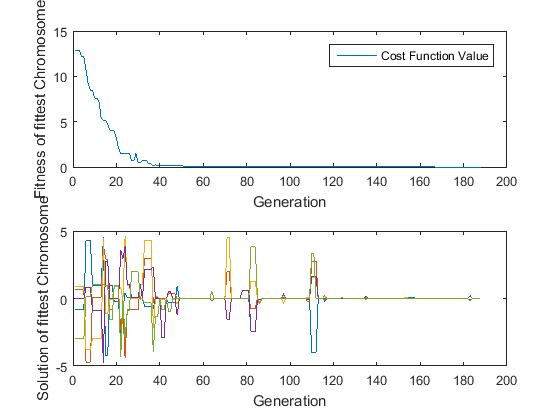 Fitness of fittest Chromosome
15
10
5
0
Cost Function Value
0 20 40 60 80 100 120 140 160 180 200
Generation
Solution of fittest Chromosome
5
0
-5
0 20 40 60 80 100 120 140 160 180 200
Generation